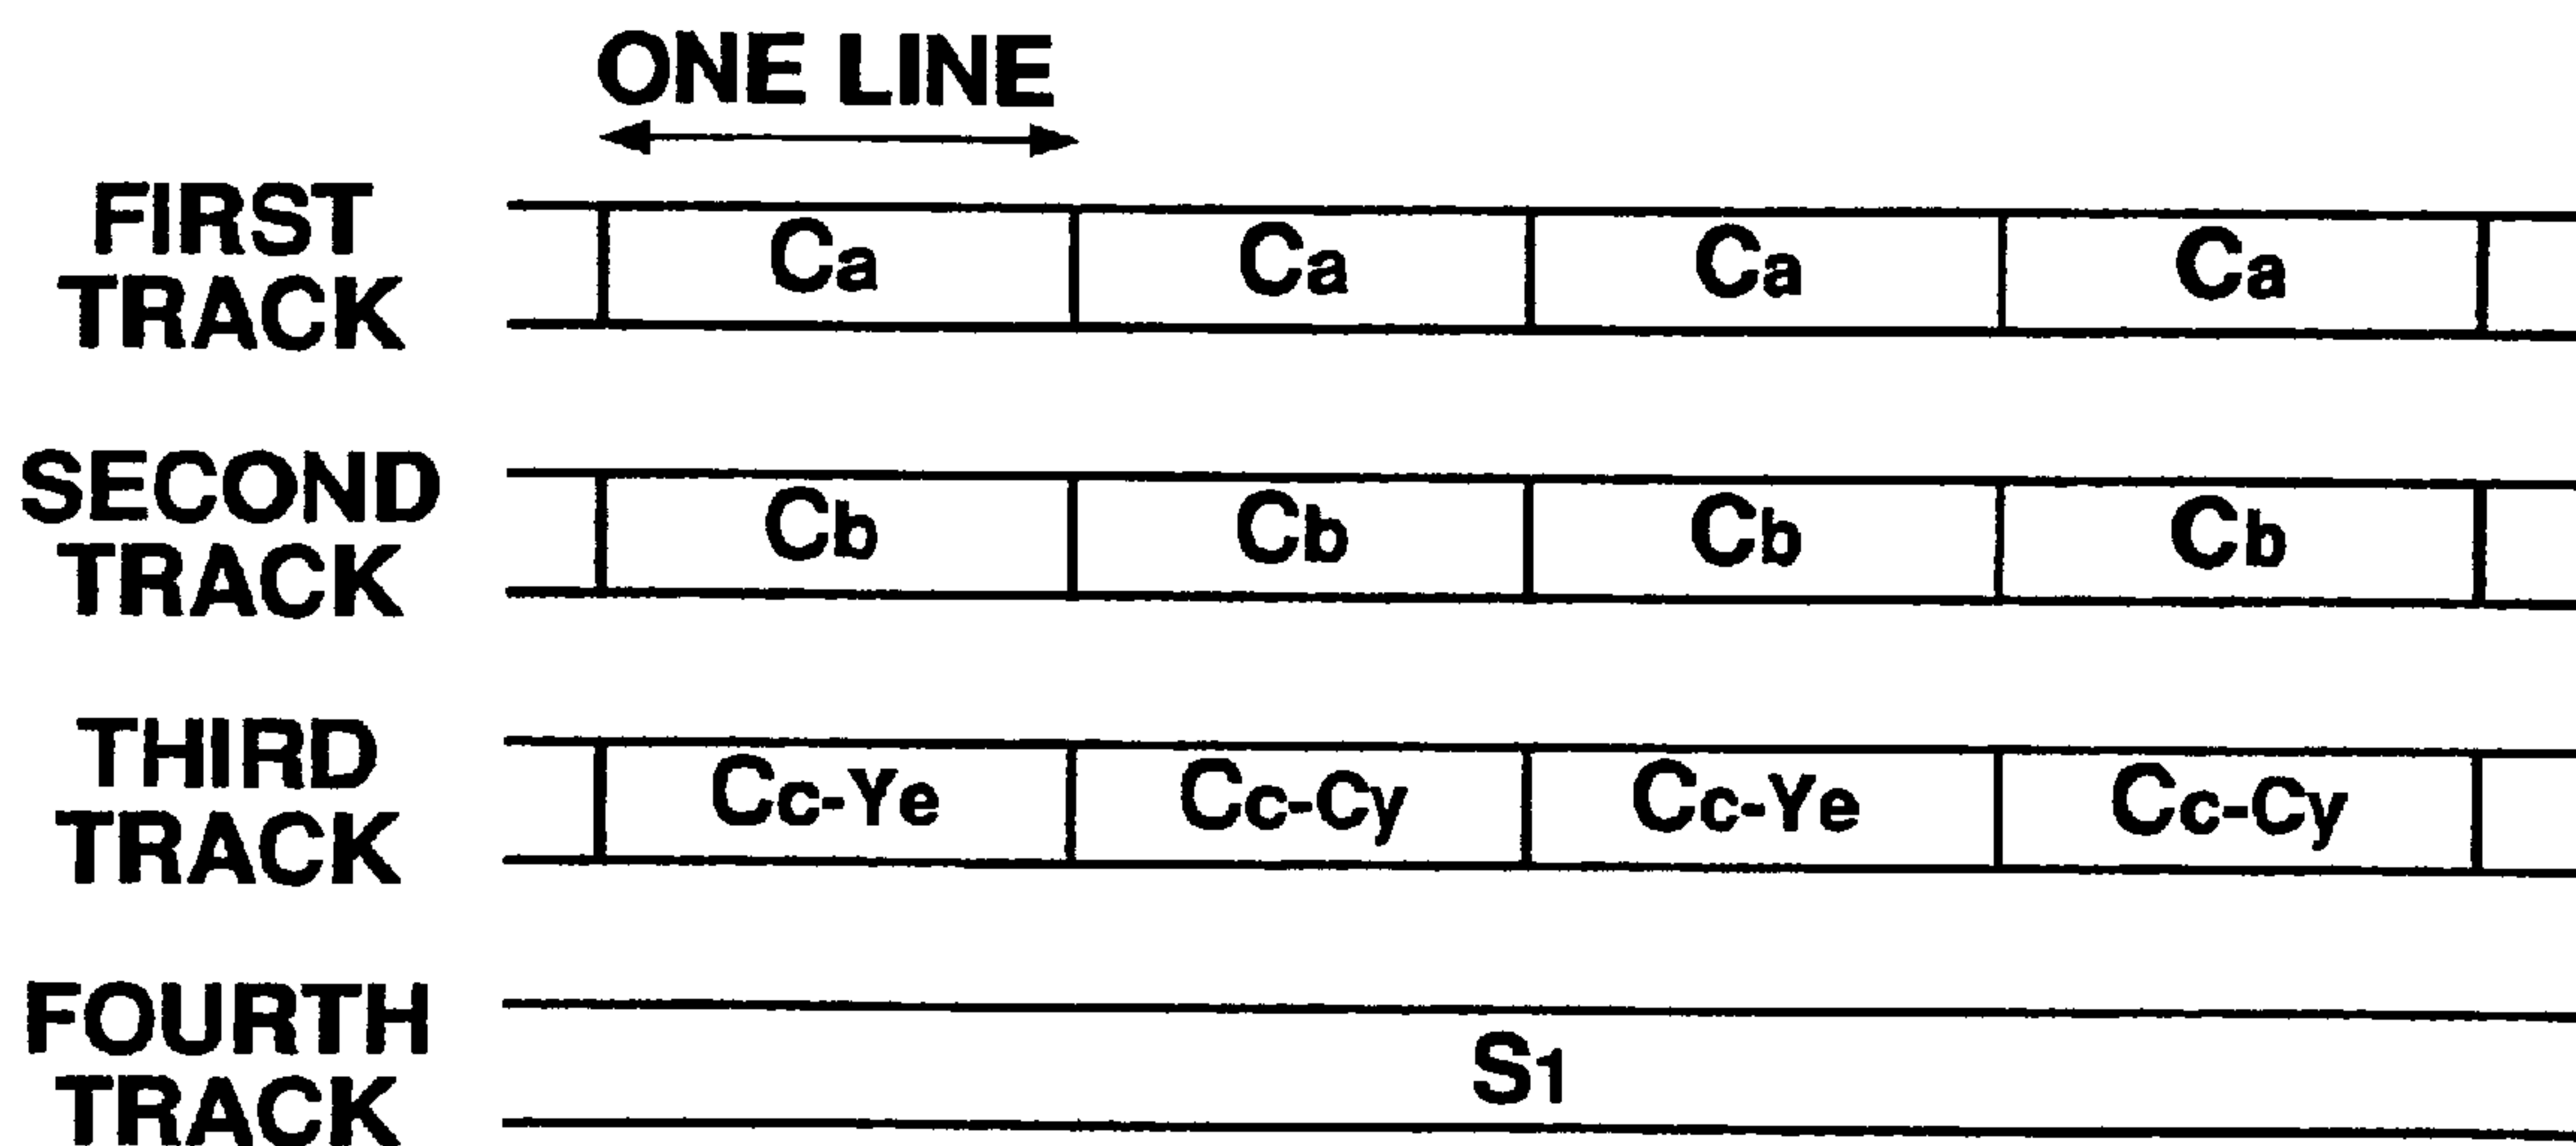 ONE LINE
FIRST
TRACK
Ca Ca Ca Ca
SECOND
TRACK
Cb Cb Cb Cb
THIRD
TRACK
Cc-Ye Cc-Cy Cc-Ye Cc-Cy
FOURTH
TRACK
S1